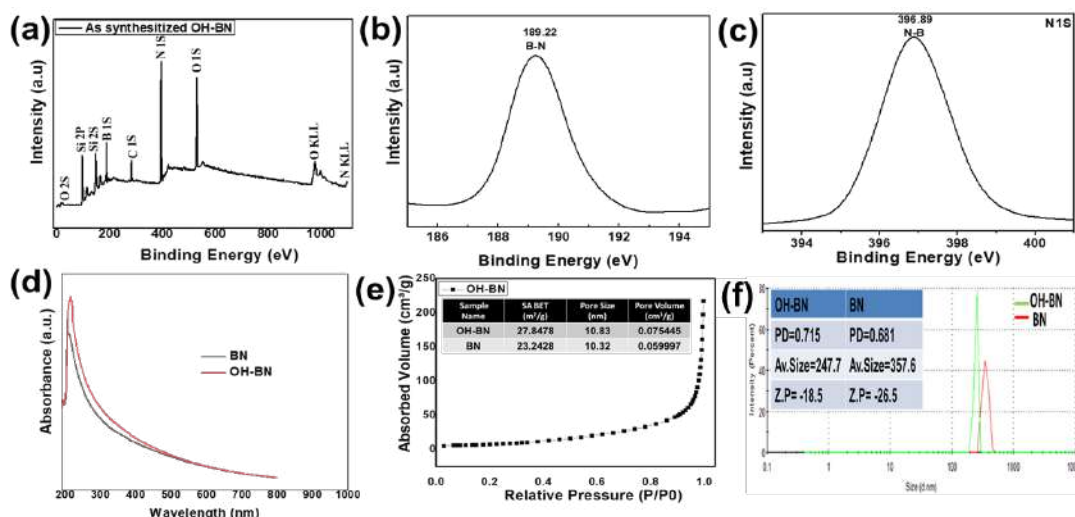 (a)
As synthesitized OH-BN
Intensity (a.u)
O 2S
Si 2P
Si 2S
B 1S
C 1S
N 1S
O 1S
O KLL
N KLL
0 200 400 600 800 1000
Binding Energy (eV)
(b)
189.22
B-N
Intensity (a.u)
186 188 190 192 194
Binding Energy (eV)
(c)
396.89
N-B
N1S
Intensity (a.u)
394 396 398 400
Binding Energy (eV)
(d)
Absorbance (a.u.)
BN
OH-BN
200 300 400 500 600 700 800 900 1000
Wavelength (nm)
(e)
OH-BN
Absorbed Volume (cm³/g)
250
200
150
100
50
0
Sample Name SA BET (m²/g) Pore Size (nm) Pore Volume (cm³/g)
OH-BN 27.8478 10.83 0.075445
BN 23.2428 10.32 0.059997
0.0 0.2 0.4 0.6 0.8 1.0
Relative Pressure (P/P0)
(f)
OH-BN BN
PD=0.715 PD=0.681
Av.Size=247.7 Av.Size=357.6
Z.P= -18.5 Z.P= -26.5
OH-BN
BN
Intensity (Percent)
80
60
40
20
0
0.1 1 10 100 1000
Size (d.nm)